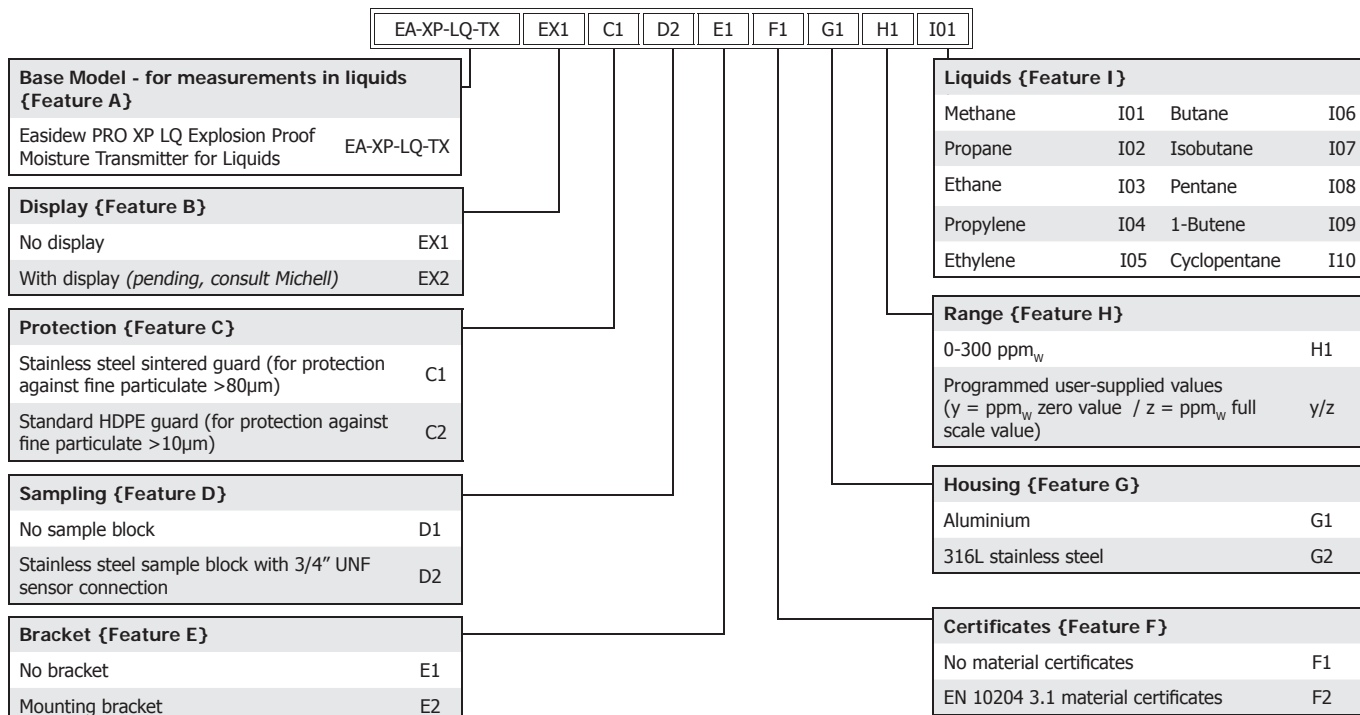 EA-XP-LQ-TX EX1 C1 D2 E1 F1 G1 H1 I01
Base Model - for measurements in liquids
{Feature A}
Easidew PRO XP LQ Explosion Proof
Moisture Transmitter for Liquids EA-XP-LQ-TX
Display {Feature B}
No display EX1
With display (pending, consult Michell) EX2
Protection {Feature C}
Stainless steel sintered guard (for protection
against fine particulate >80µm) C1
Standard HDPE guard (for protection against
fine particulate >10µm) C2
Sampling {Feature D}
No sample block D1
Stainless steel sample block with 3/4” UNF
sensor connection D2
Bracket {Feature E}
No bracket E1
Mounting bracket E2
Liquids {Feature I}
Methane I01 Butane I06
Propane I02 Isobutane I07
Ethane I03 Pentane I08
Propylene I04 1-Butene I09
Ethylene I05 Cyclopentane I10
Range {Feature H}
0-300 ppmw H1
Programmed user-supplied values
(y = ppmw zero value / z = ppmw full y/z
scale value)
Housing {Feature G}
Aluminium G1
316L stainless steel G2
Certificates {Feature F}
No material certificates F1
EN 10204 3.1 material certificates F2